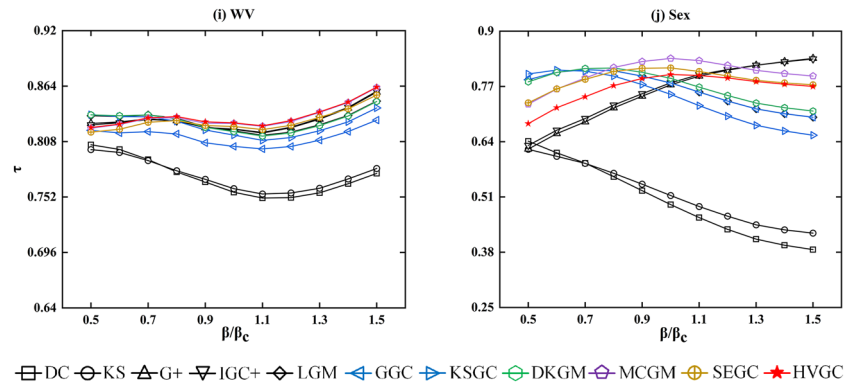 (i) WV
(j) Sex
0.92
0.864
0.808
0.752
0.696
0.64
τ
0.5 0.7 0.9 1.1 1.3 1.5
β/βc
0.9
0.77
0.64
0.51
0.38
0.25
0.5 0.7 0.9 1.1 1.3 1.5
β/βc
DC KS G+ IGC+ LGM GGC KSGC DKGM MCGM SEGC HVGC